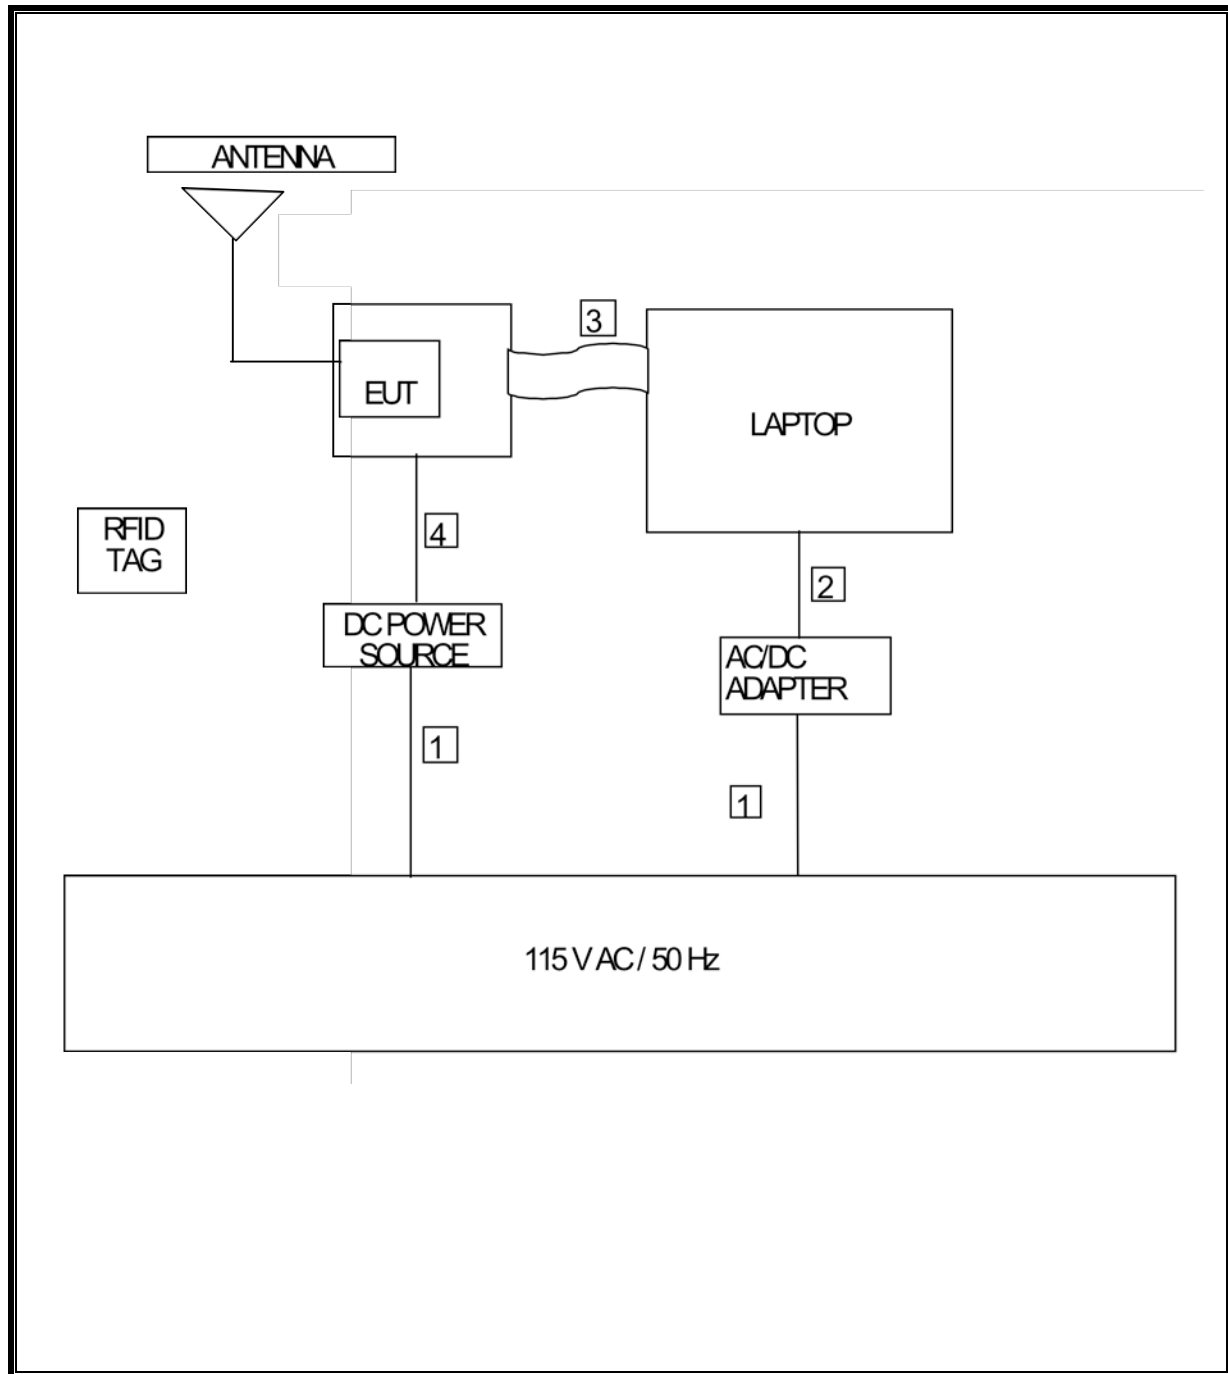 ANTENNA
3
EUT
LAPTOP
RFID
TAG
4
2
DC POWER
SOURCE
AC/DC
ADAPTER
1
1
115 V AC / 50 Hz